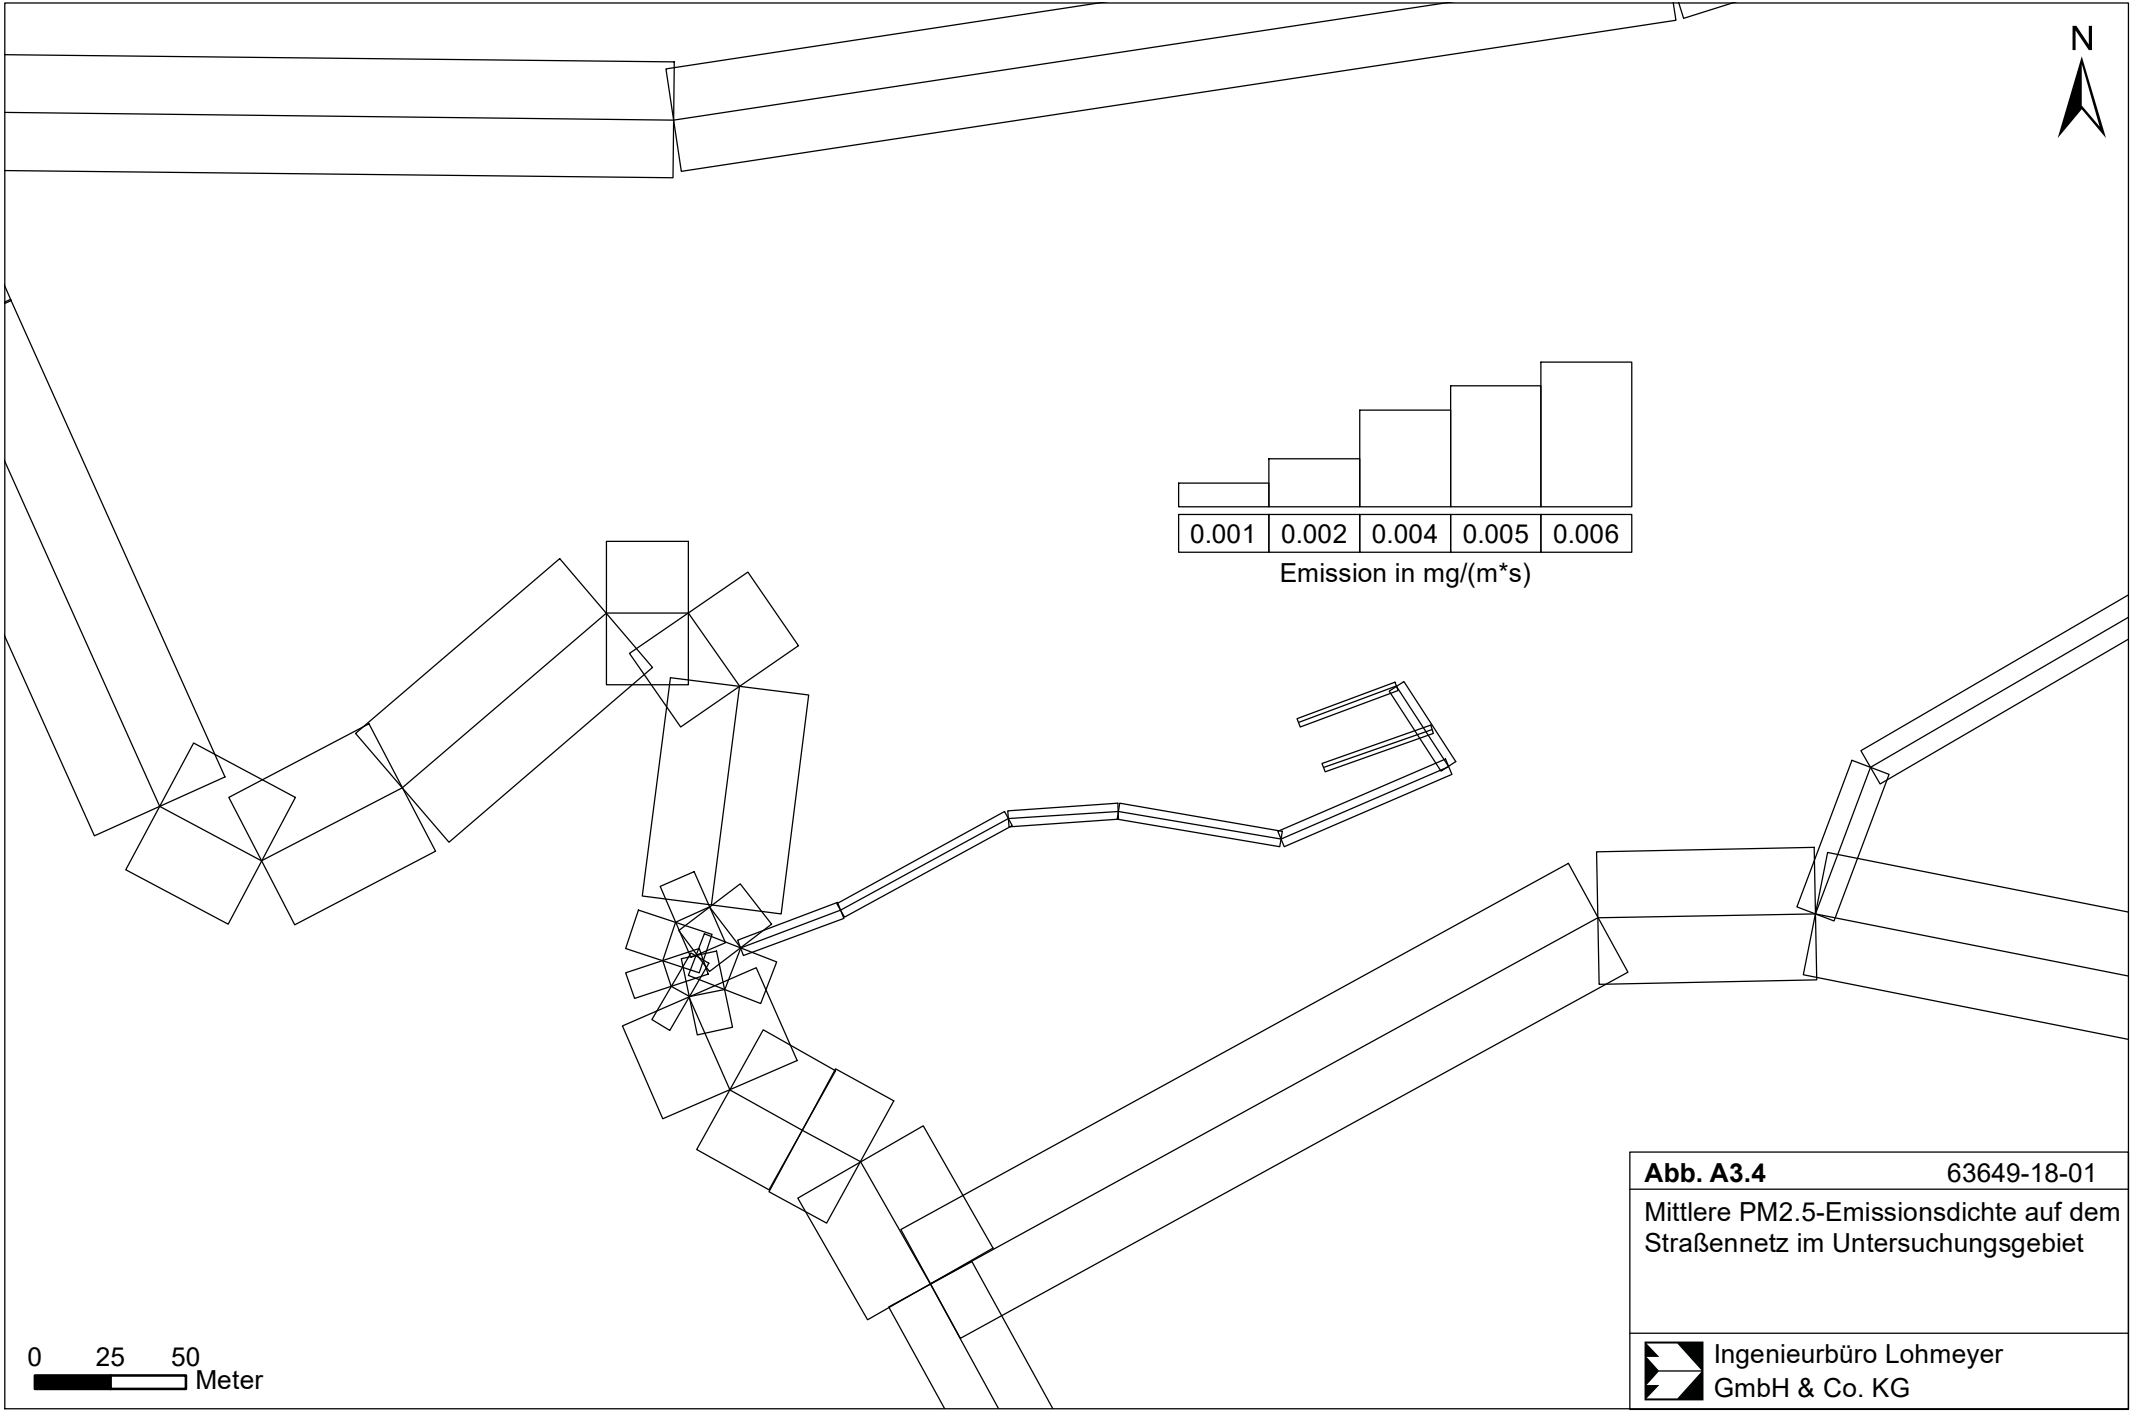 N
0.001 0.002 0.004 0.005 0.006
Emission in mg/(m*s)
Abb. A3.4 63649-18-01
Mittlere PM2.5-Emissionsdichte auf dem
Straßennetz im Untersuchungsgebiet
Ingenieurbüro Lohmeyer
GmbH & Co. KG
0 25 50
Meter